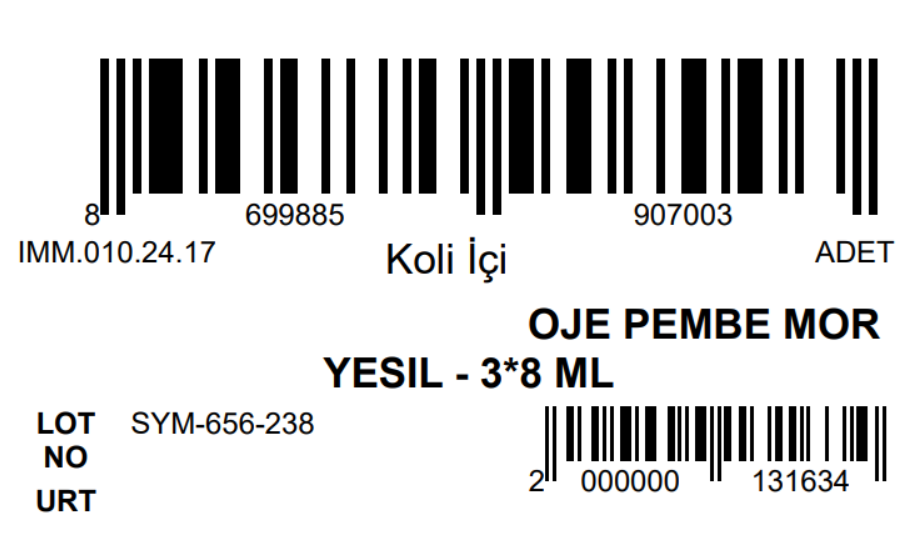 8 699885 907003
IMM.010.24.17 Koli İçi ADET
OJE PEMBE MOR
YESIL - 3*8 ML
LOT NO SYM-656-238
URT
2 000000 131634